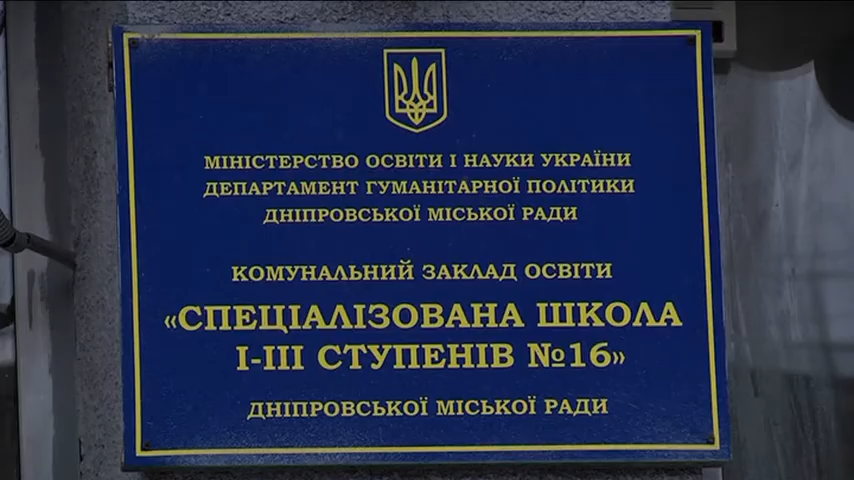 МІНІСТЕРСТВО ОСВІТИ І НАУКИ УКРАЇНИ
ДЕПАРТАМЕНТ ГУМАНІТАРНОЇ ПОЛІТИКИ
ДНІПРОВСЬКОЇ МІСЬКОЇ РАДИ
КОМУНАЛЬНИЙ ЗАКЛАД ОСВІТИ
«СПЕЦІАЛІЗОВАНА ШКОЛА
І-ІІІ СТУПЕНІВ №16»
ДНІПРОВСЬКОЇ МІСЬКОЇ РАДИ